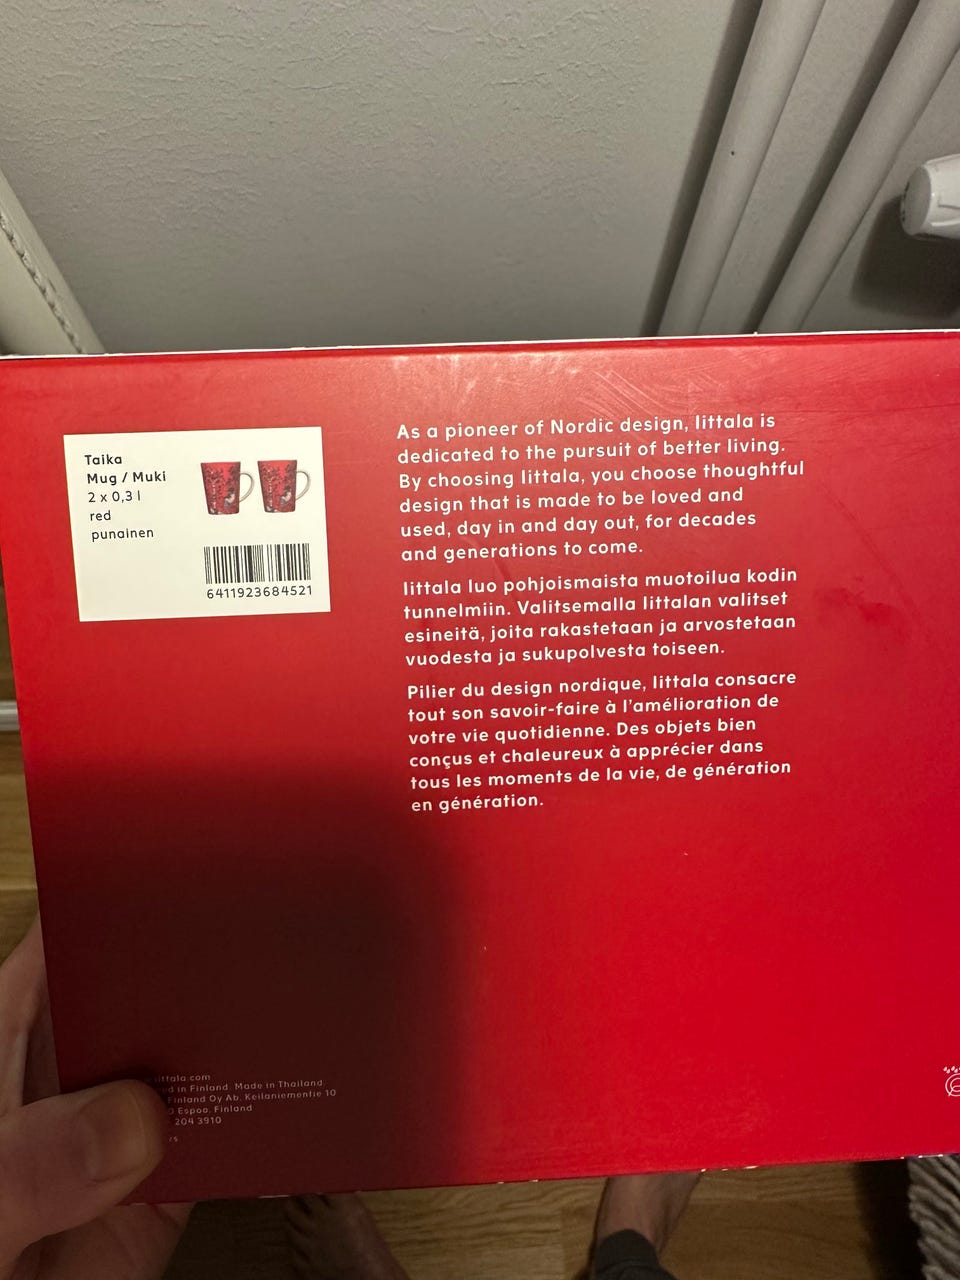 Taika
Mug / Muki
2 x 0,3 l
red
punainen
6411923684521
As a pioneer of Nordic design, Iittala is
dedicated to the pursuit of better living.
By choosing Iittala, you choose thoughtful
design that is made to be loved and
used, day in and day out, for decades
and generations to come.
Iittala luo pohjoismaista muotoilua kodin
tunnelmiin. Valitsemalla Iittalan valitset
esineitä, joita rakastetaan ja arvostetaan
vuodesta ja sukupolvesta toiseen.
Pilier du design nordique, Iittala consacre
tout son savoir-faire à l'amélioration de
votre vie quotidienne. Des objets bien
conçus et chaleureux à apprécier dans
tous les moments de la vie, de génération
en génération.
in Finland. Made in Thailand
Finland Oy Ab, Keilaniementie 10
Espoo, Finland
204 3910